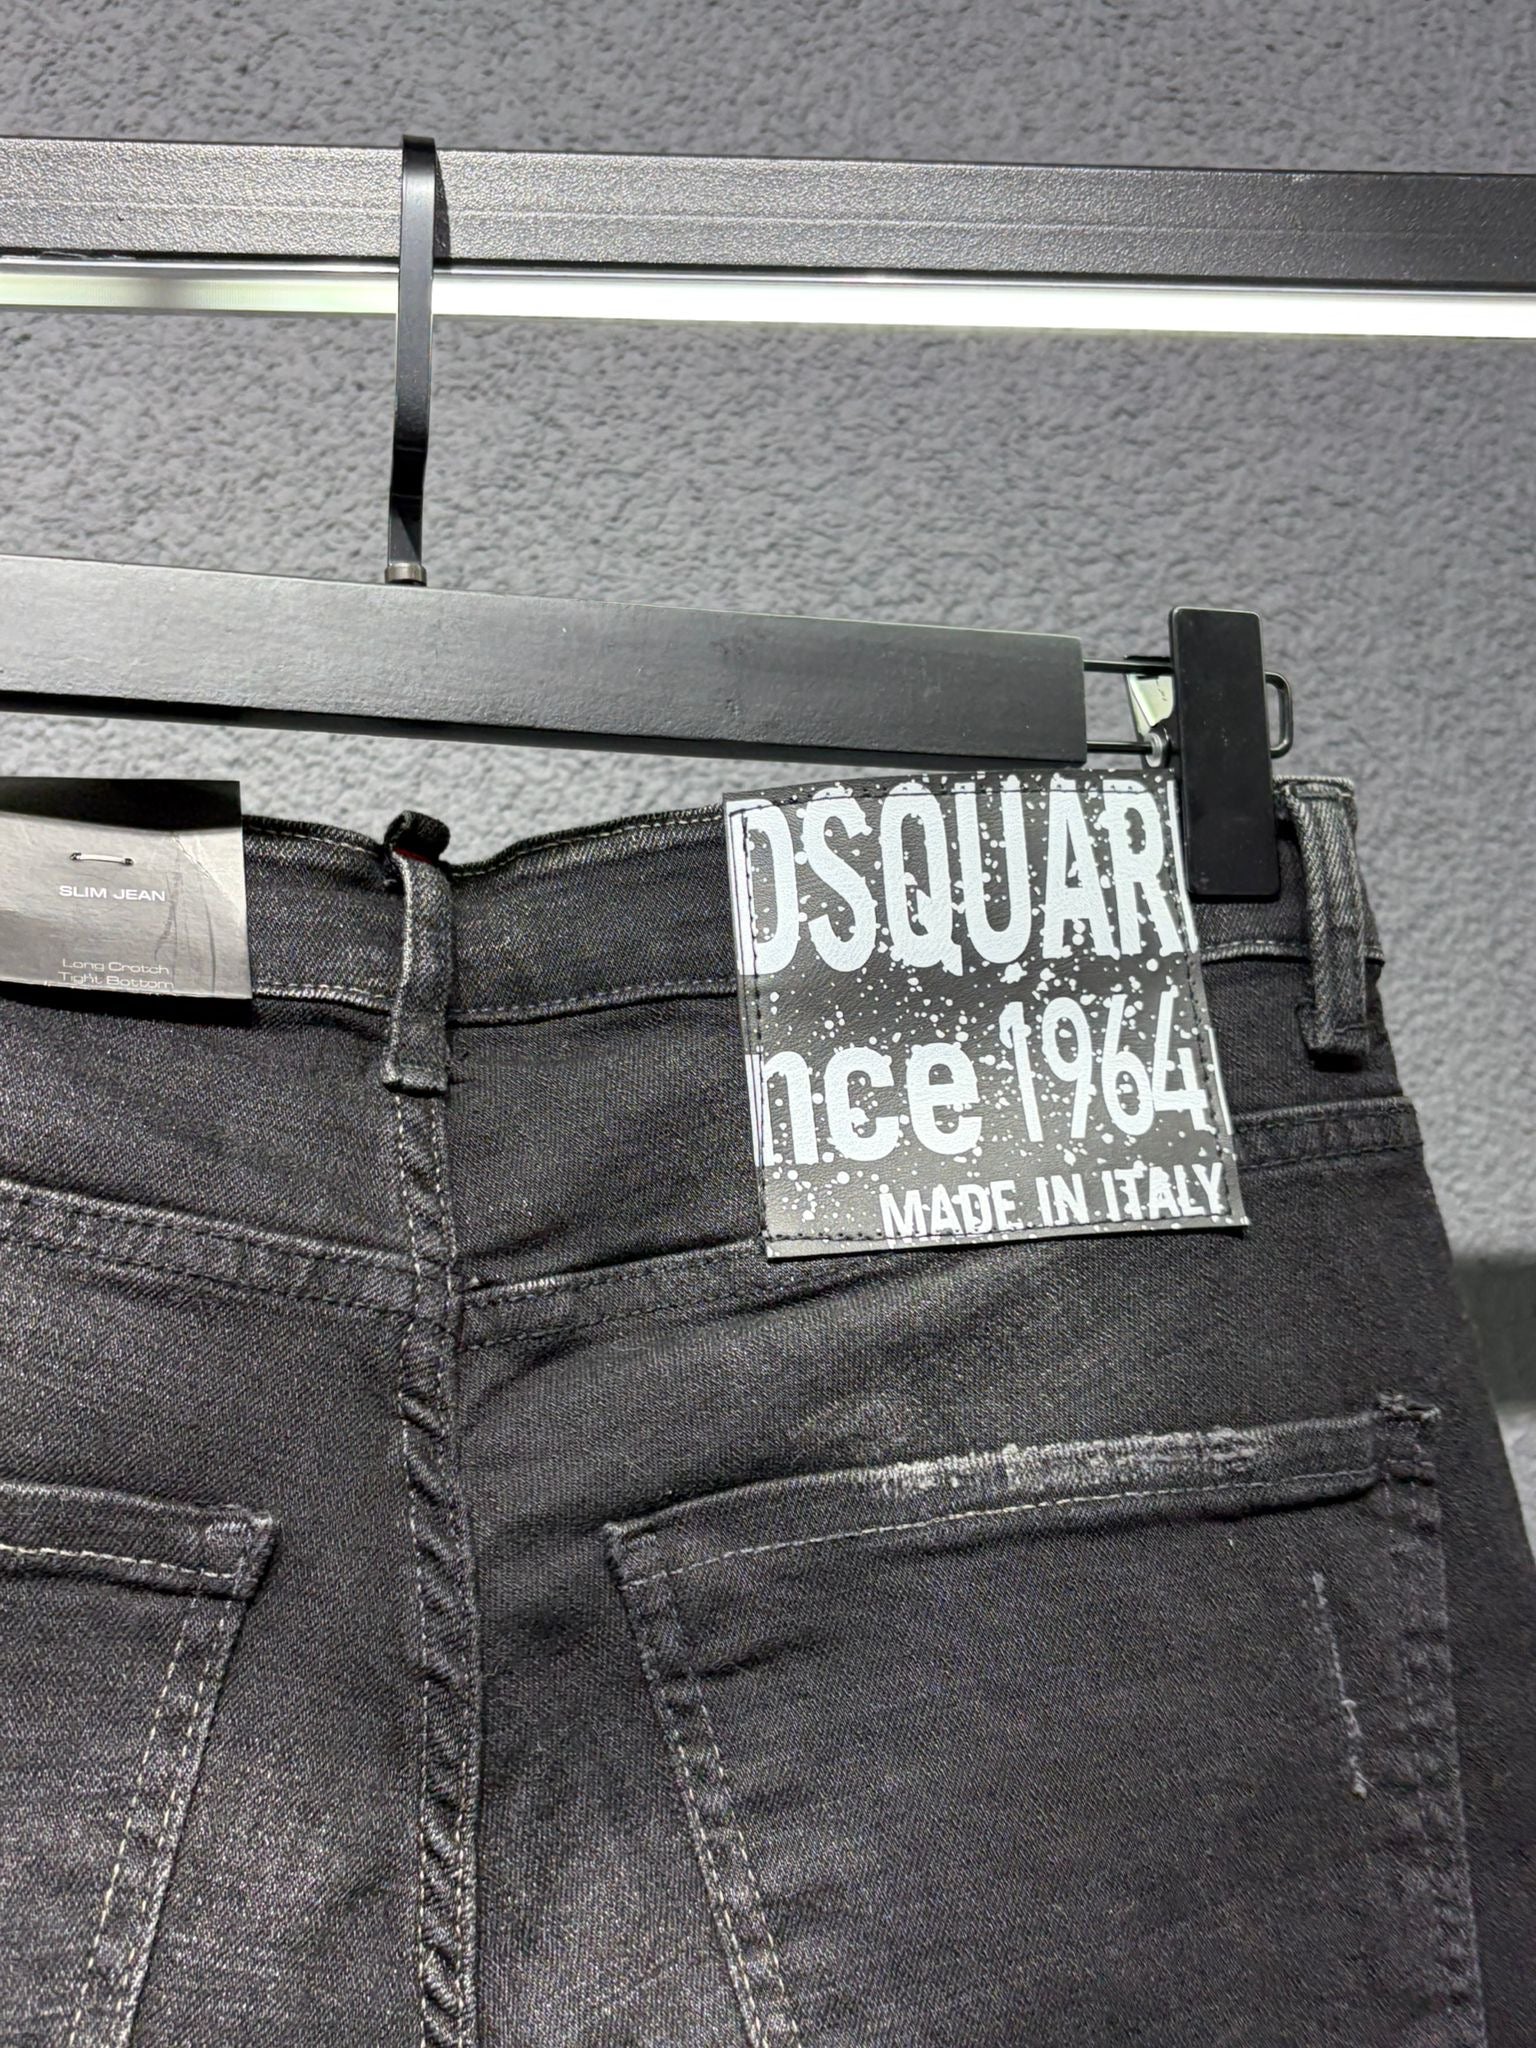 SLIM JEAN
Long Crotch
Tight Bottom
DSQUAR
nce 1964
MADE IN ITALY